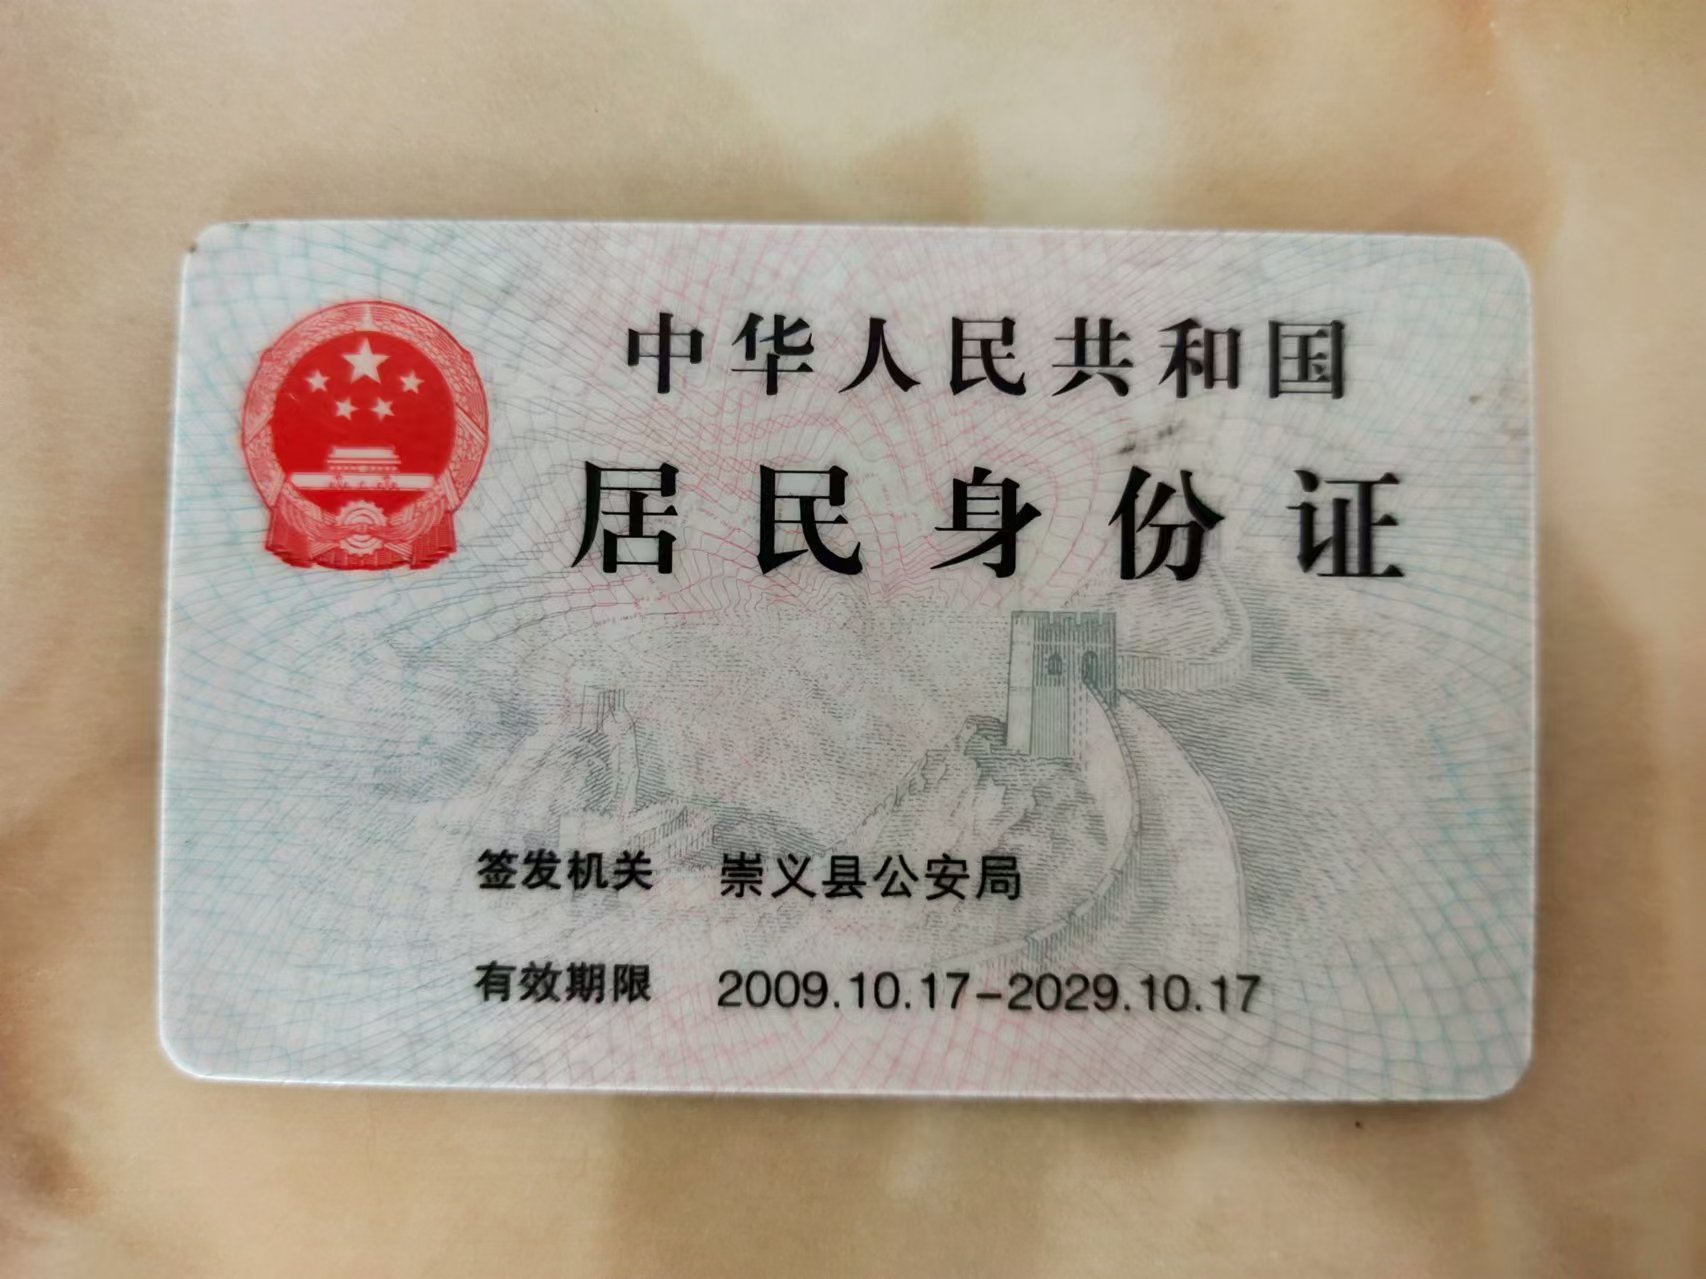 中华人民共和国
居民身份证
签发机关 崇义县公安局
有效期限 2009.10.17-2029.10.17